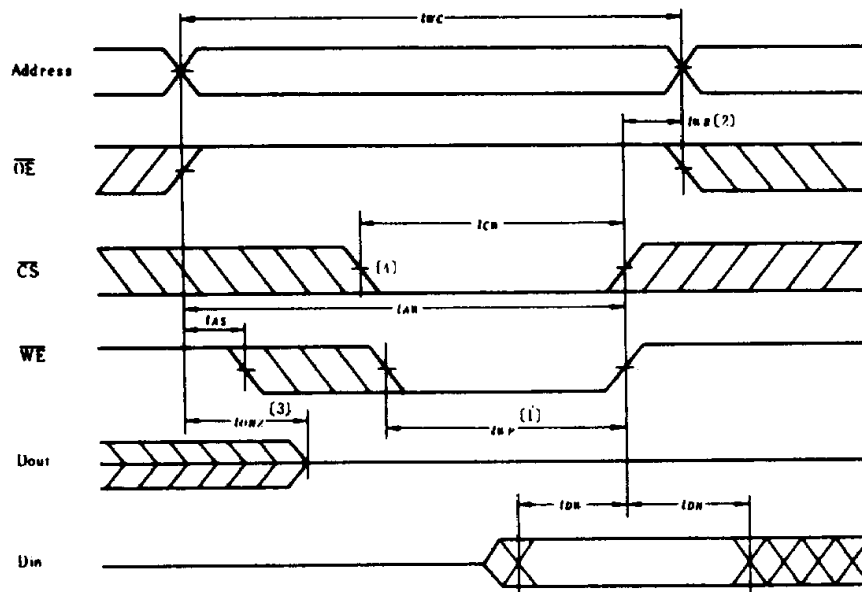 tWC
Address
tWR(2)
OE
tCW
CS
(4)
tAW
tAS
WE
(3)
tOHZ
(1)
tWP
Dout
tDW
tDH
Din